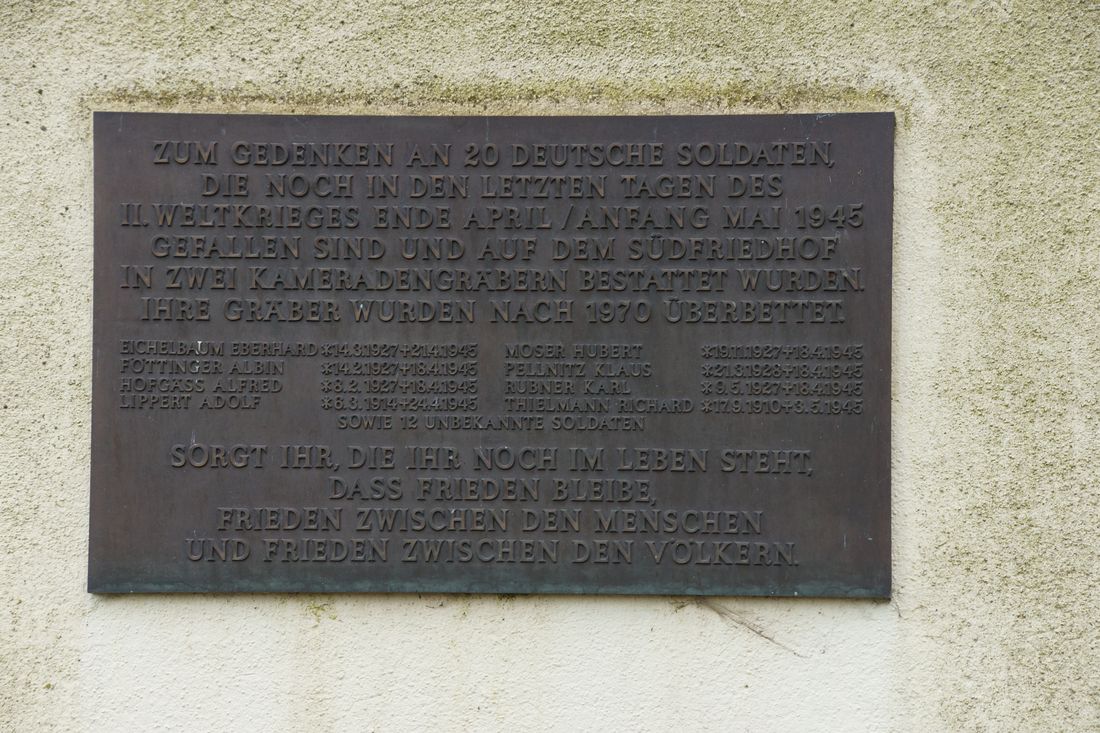 ZUM GEDENKEN AN 20 DEUTSCHE SOLDATEN,
DIE NOCH IN DEN LETZTEN TAGEN DES
II. WELTKRIEGES ENDE APRIL / ANFANG MAI 1945
GEFALLEN SIND UND AUF DEM SÜDFRIEDHOF
IN ZWEI KAMERADENGRÄBERN BESTATTET WURDEN.
IHRE GRÄBER WURDEN NACH 1970 ÜBERBETTET.
EICHELBAUM EBERHARD *14.3.1927+21.4.1945 MOSER HUBERT *19.11.1927+18.4.1945
FÖTTINGER ALBIN *14.2.1927+18.4.1945 PELLNITZ KLAUS *21.3.1928+18.4.1945
HOFGÄSS ALFRED *8.2.1927+18.4.1945 RUBNER KARL *9.5.1927+18.4.1945
LIPPERT ADOLF *6.3.1914+24.4.1945 THIELMANN RICHARD *17.9.1910+3.5.1945
SOWIE 12 UNBEKANNTE SOLDATEN
SORGT IHR, DIE IHR NOCH IM LEBEN STEHT,
DASS FRIEDEN BLEIBE,
FRIEDEN ZWISCHEN DEN MENSCHEN
UND FRIEDEN ZWISCHEN DEN VÖLKERN.